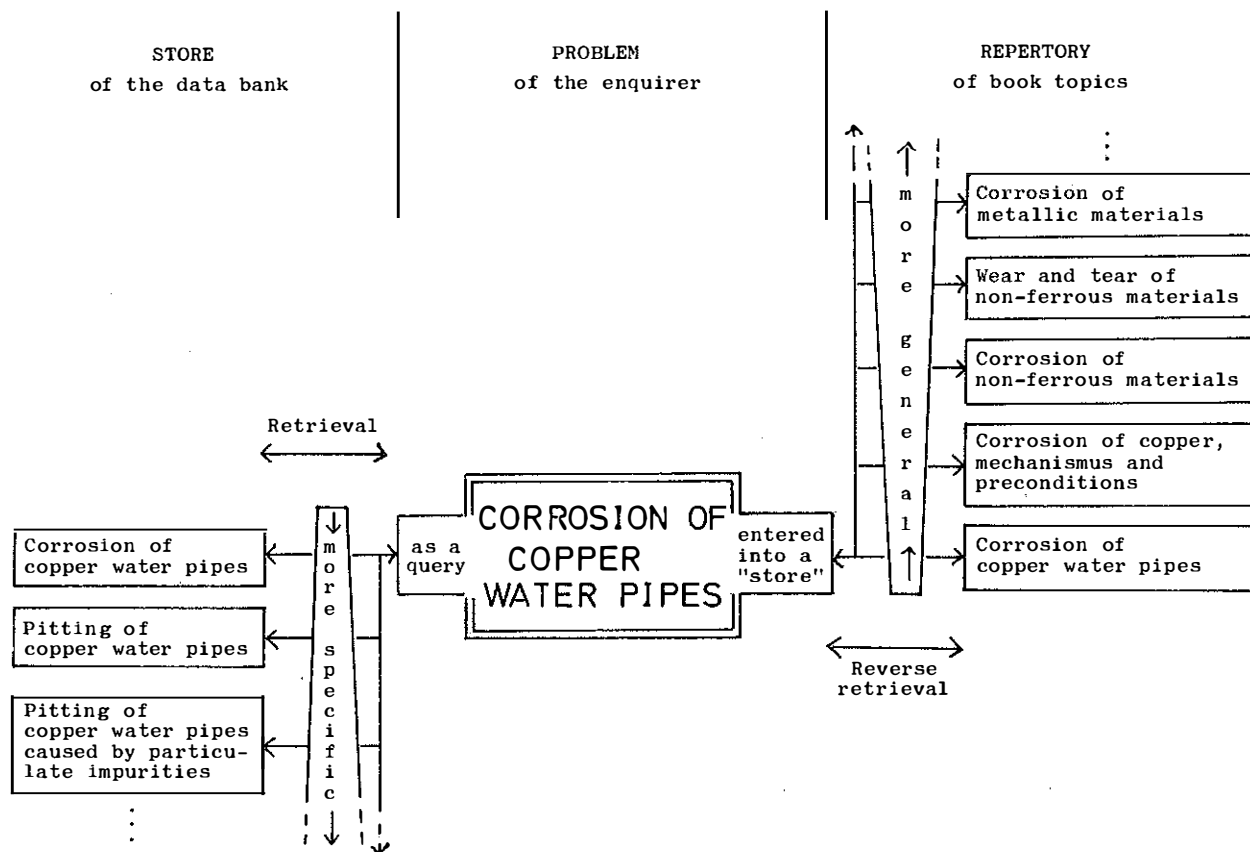 STORE
of the data bank
PROBLEM
of the enquirer
REPERTORY
of book topics
Retrieval
Corrosion of
copper water pipes
Pitting of
copper water pipes
Pitting of
copper water pipes
caused by particu-
late impurities
more specific
as a
query
CORROSION OF
COPPER
WATER PIPES
entered
into a
"store"
more general
Reverse
retrieval
Corrosion of
metallic materials
Wear and tear of
non-ferrous materials
Corrosion of
non-ferrous materials
Corrosion of copper,
mechanismus and
preconditions
Corrosion of
copper water pipes